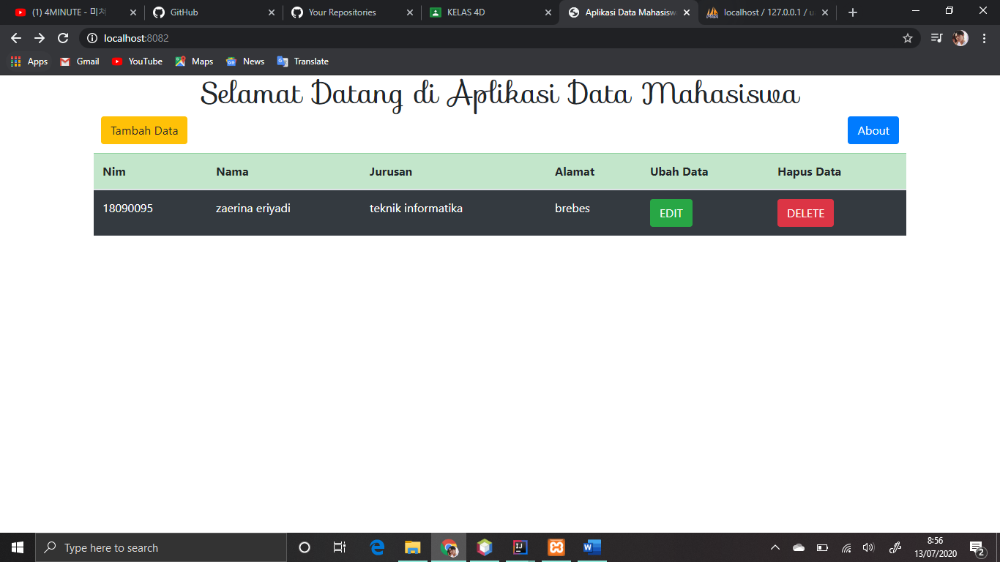 (1) 4MINUTE - 미쳐
GitHub
Your Repositories
KELAS 4D
Aplikasi Data Mahasisw
localhost / 127.0.0.1 / u
localhost:8082
Apps Gmail YouTube Maps News Translate
Selamat Datang di Aplikasi Data Mahasiswa
Tambah Data About
Nim Nama Jurusan Alamat Ubah Data Hapus Data
18090095 zaerina eriyadi teknik informatika brebes EDIT DELETE
Type here to search
8:56
13/07/2020
2